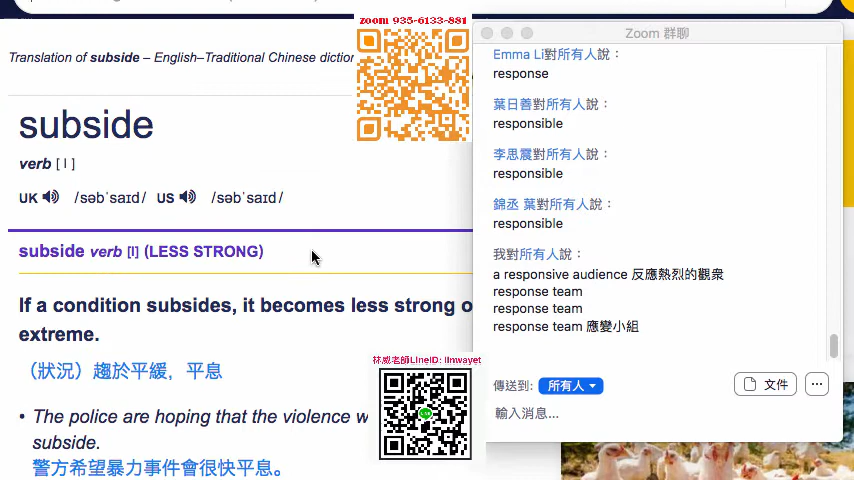 Translation of subside – English–Traditional Chinese
subside
verb [ I ]
UK /səbˈsaɪd/ US /səbˈsaɪd/
subside verb [I] (LESS STRONG)
If a condition subsides, it becomes less strong
extreme.
（狀況）趨於平緩，平息
• The police are hoping that the violence
subside.
警方希望暴力事件會很快平息。
zoom 935-6133-881
林威老師LineID: limwayet
Zoom 群聊
Emma Li對所有人說：
response
葉日善對所有人說：
responsible
李思震對所有人說：
responsible
錦丞 葉對所有人說：
responsible
我對所有人說：
a responsive audience 反應熱烈的觀眾
response team
response team
response team 應變小組
傳送到: 所有人 文件 ...
輸入消息...